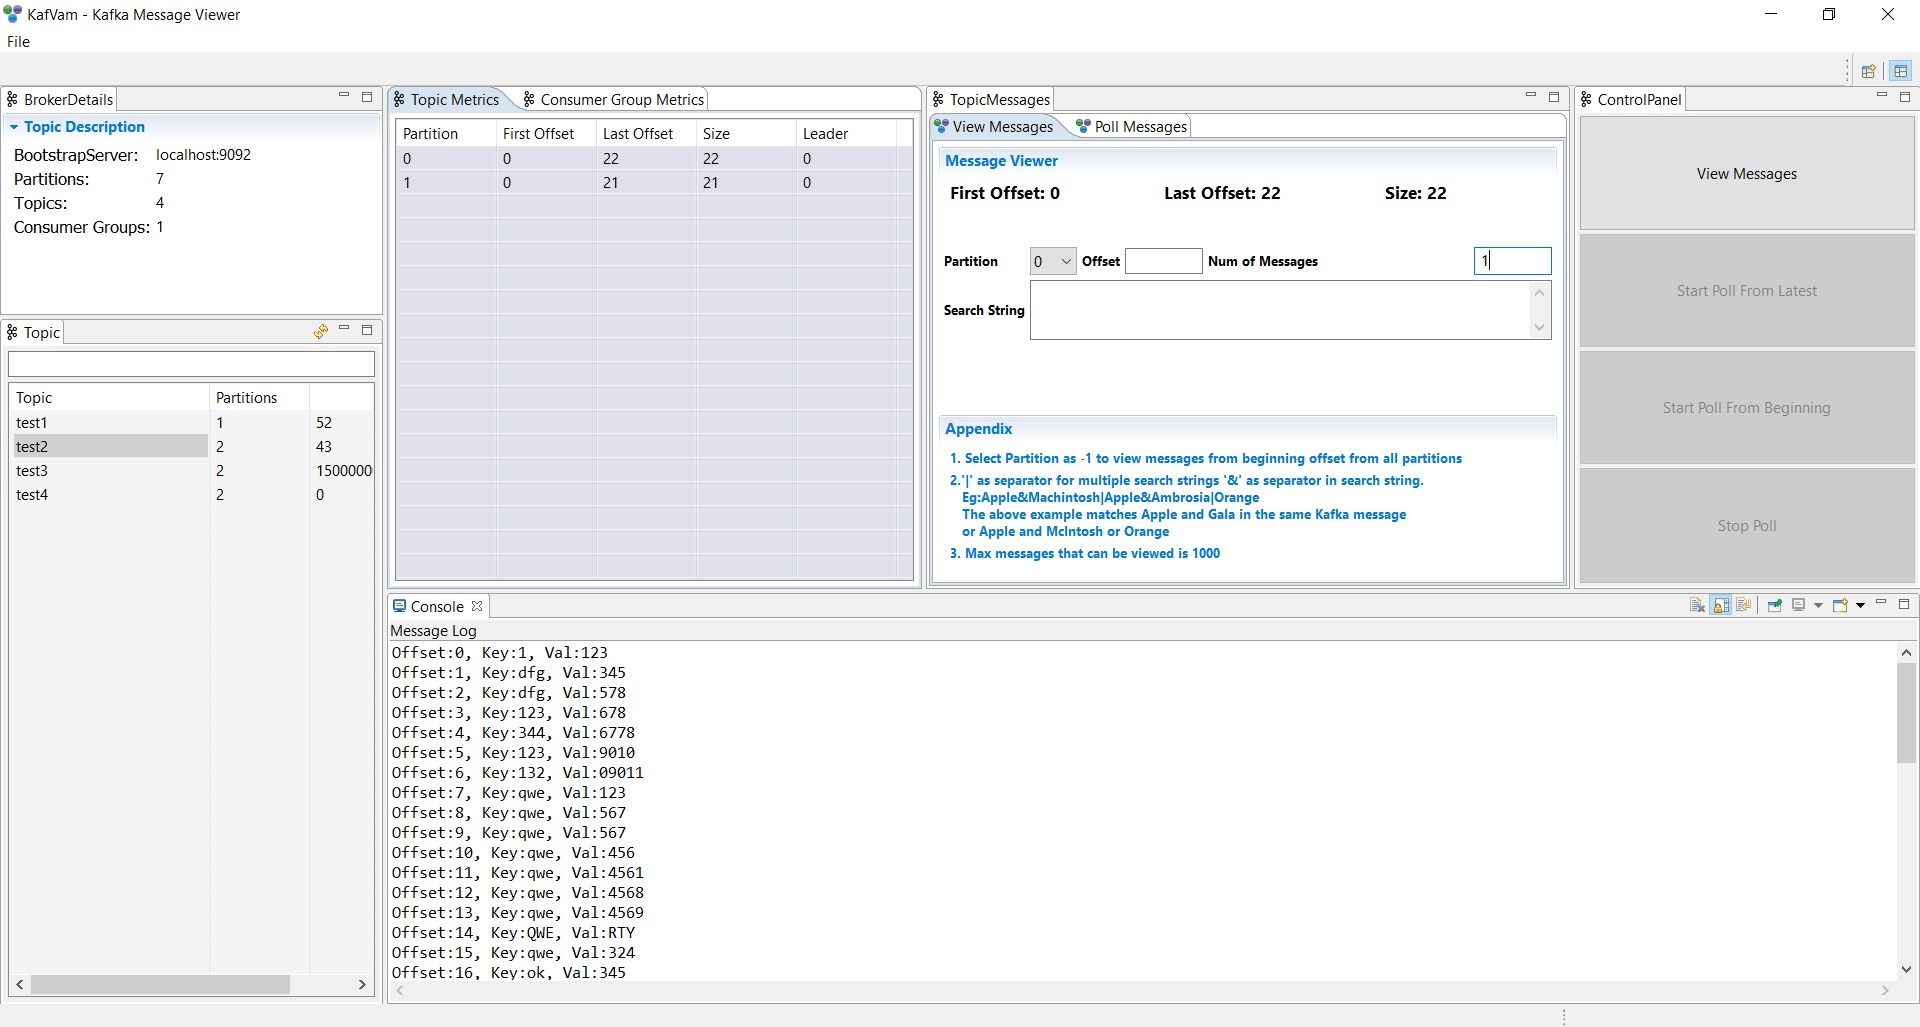 KafVam - Kafka Message Viewer
File
BrokerDetails
Topic Description
BootstrapServer: localhost:9092
Partitions: 7
Topics: 4
Consumer Groups: 1
Topic
Topic Partitions
test1 1 52
test2 2 43
test3 2 1500000
test4 2 0
Topic Metrics Consumer Group Metrics
Partition First Offset Last Offset Size Leader
0 0 22 22 0
1 0 21 21 0
TopicMessages
View Messages Poll Messages
Message Viewer
First Offset: 0 Last Offset: 22 Size: 22
Partition 0 Offset Num of Messages 1
Search String
Appendix
1. Select Partition as -1 to view messages from beginning offset from all partitions
2.'|' as separator for multiple search strings '&' as separator in search string.
Eg:Apple&Machintosh|Apple&Ambrosia|Orange
The above example matches Apple and Gala in the same Kafka message
or Apple and McIntosh or Orange
3. Max messages that can be viewed is 1000
ControlPanel
View Messages
Start Poll From Latest
Start Poll From Beginning
Stop Poll
Console
Message Log
Offset:0, Key:1, Val:123
Offset:1, Key:dfg, Val:345
Offset:2, Key:dfg, Val:578
Offset:3, Key:123, Val:678
Offset:4, Key:344, Val:6778
Offset:5, Key:123, Val:9010
Offset:6, Key:132, Val:09011
Offset:7, Key:qwe, Val:123
Offset:8, Key:qwe, Val:567
Offset:9, Key:qwe, Val:567
Offset:10, Key:qwe, Val:456
Offset:11, Key:qwe, Val:4561
Offset:12, Key:qwe, Val:4568
Offset:13, Key:qwe, Val:4569
Offset:14, Key:QWE, Val:RTY
Offset:15, Key:qwe, Val:324
Offset:16, Key:ok, Val:345